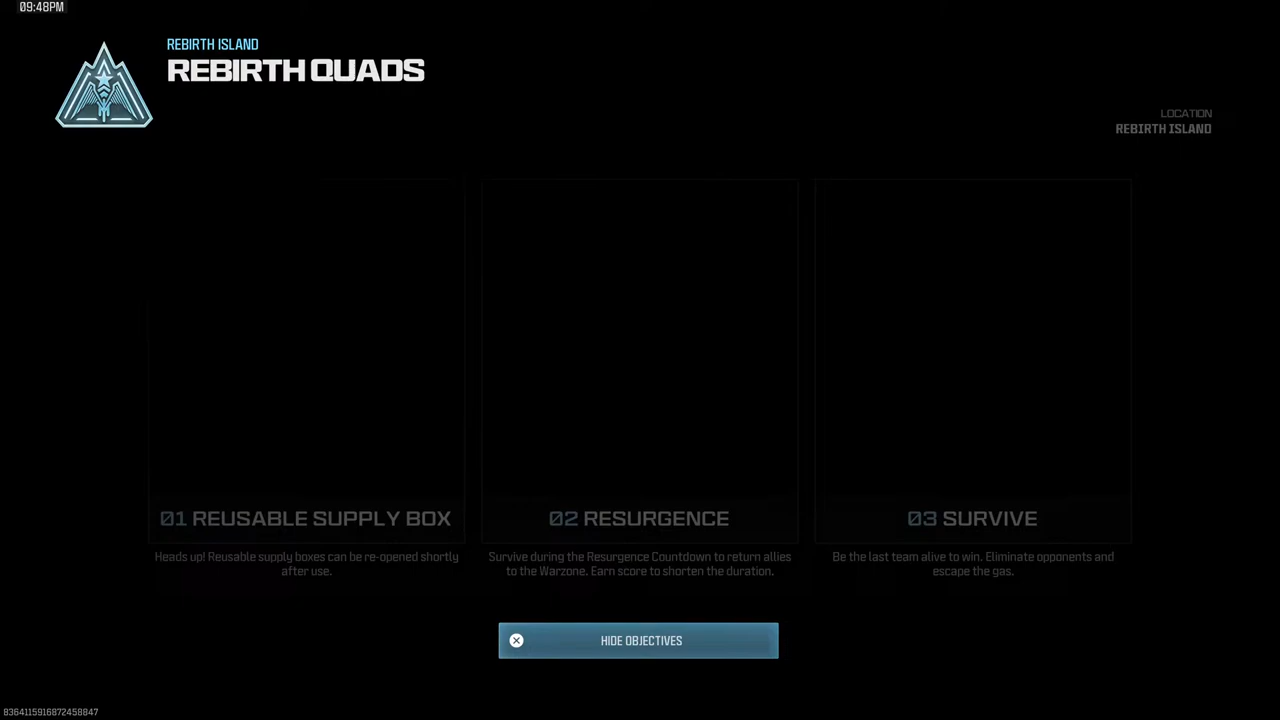 09:48PM
REBIRTH ISLAND
REBIRTH QUADS
LOCATION
REBIRTH ISLAND
01 REUSABLE SUPPLY BOX
Heads up! Reusable supply boxes can be re-opened shortly
after use.
02 RESURGENCE
Survive during the Resurgence Countdown to return allies
to the Warzone. Earn score to shorten the duration.
03 SURVIVE
Be the last team alive to win. Eliminate opponents and
escape the gas.
HIDE OBJECTIVES
8364115916872458847